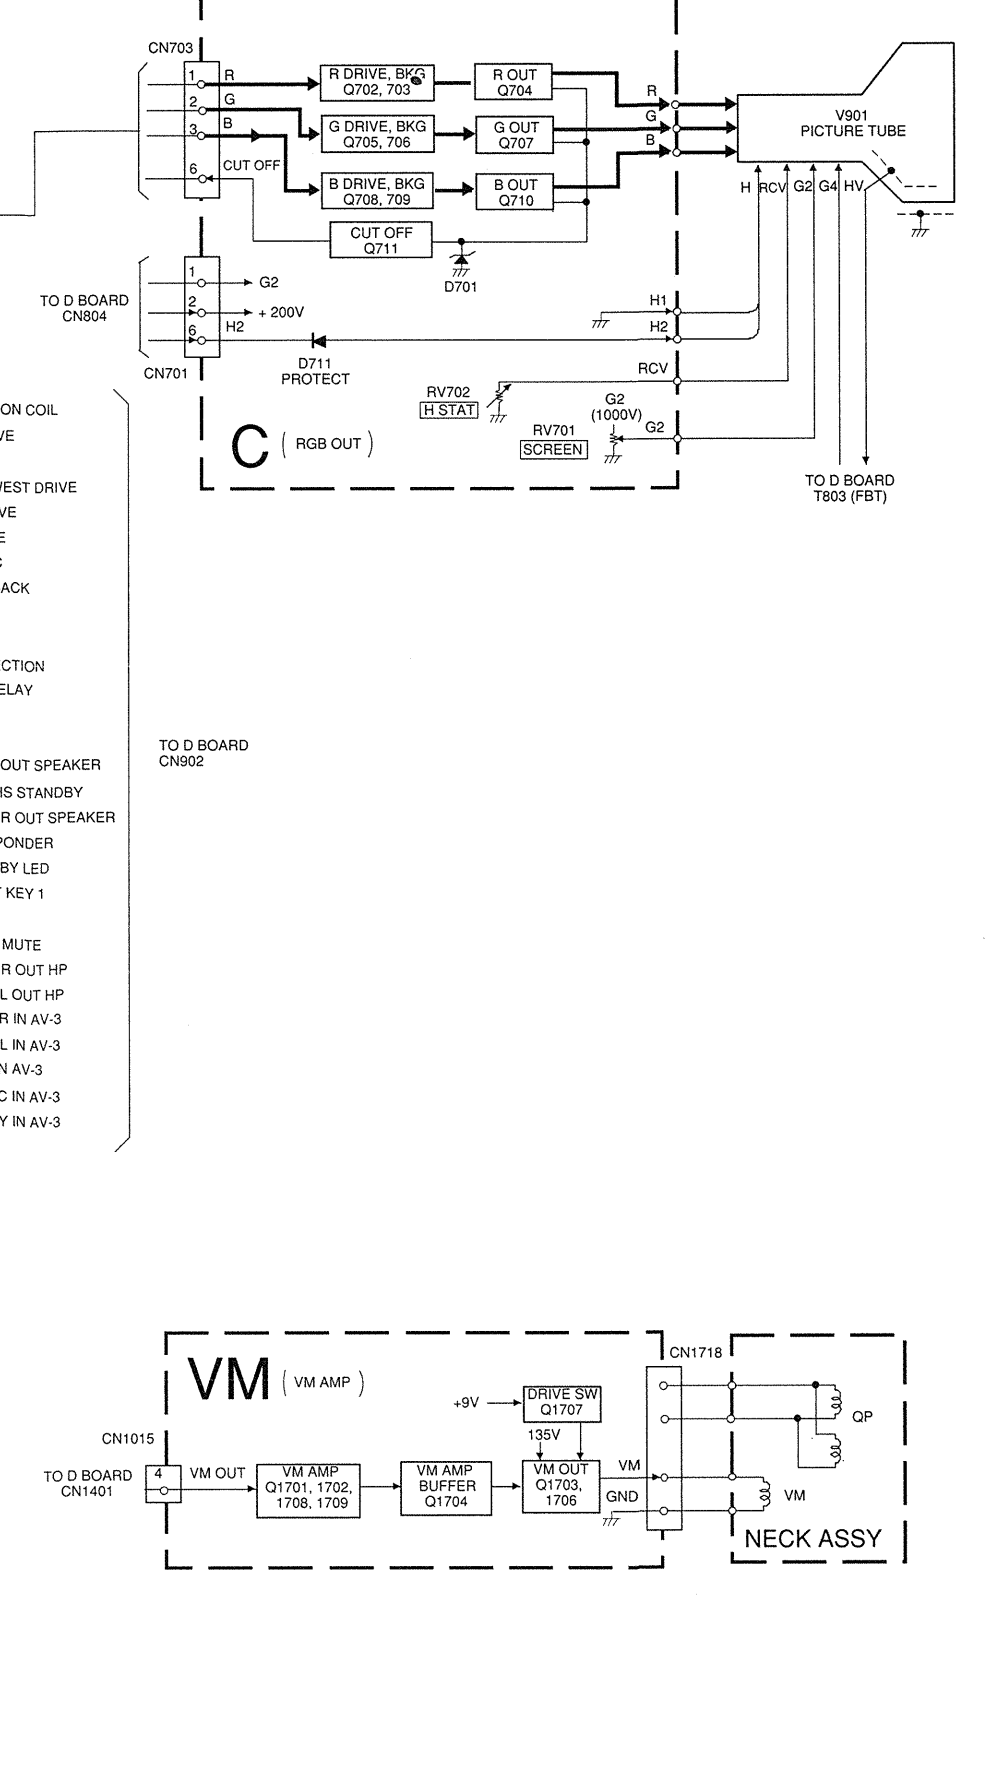 CN703
1 R
2 G
3 B
6 CUT OFF
R DRIVE, BKG
Q702, 703
R OUT
Q704
G DRIVE, BKG
Q705, 706
G OUT
Q707
B DRIVE, BKG
Q708, 709
B OUT
Q710
CUT OFF
Q711
D701
R
G
B
V901
PICTURE TUBE
H RCV G2 G4 HV
TO D BOARD
CN804
1 G2
2 + 200V
6 H2
CN701
D711
PROTECT
H1
H2
RCV
RV702
H STAT
G2
(1000V)
RV701
SCREEN
G2
C (RGB OUT)
TO D BOARD
T803 (FBT)
ON COIL
VE
VEST DRIVE
VE
E
C
ACK
ECTION
ELAY
OUT SPEAKER
HS STANDBY
R OUT SPEAKER
PONDER
BY LED
T KEY 1
MUTE
R OUT HP
L OUT HP
R IN AV-3
L IN AV-3
N AV-3
C IN AV-3
Y IN AV-3
TO D BOARD
CN902
VM (VM AMP)
CN1718
+9V
DRIVE SW
Q1707
135V
CN1015
TO D BOARD
CN1401
4
VM OUT
VM AMP
Q1701, 1702,
1708, 1709
VM AMP
BUFFER
Q1704
VM OUT
Q1703,
1706
VM
GND
QP
VM
NECK ASSY